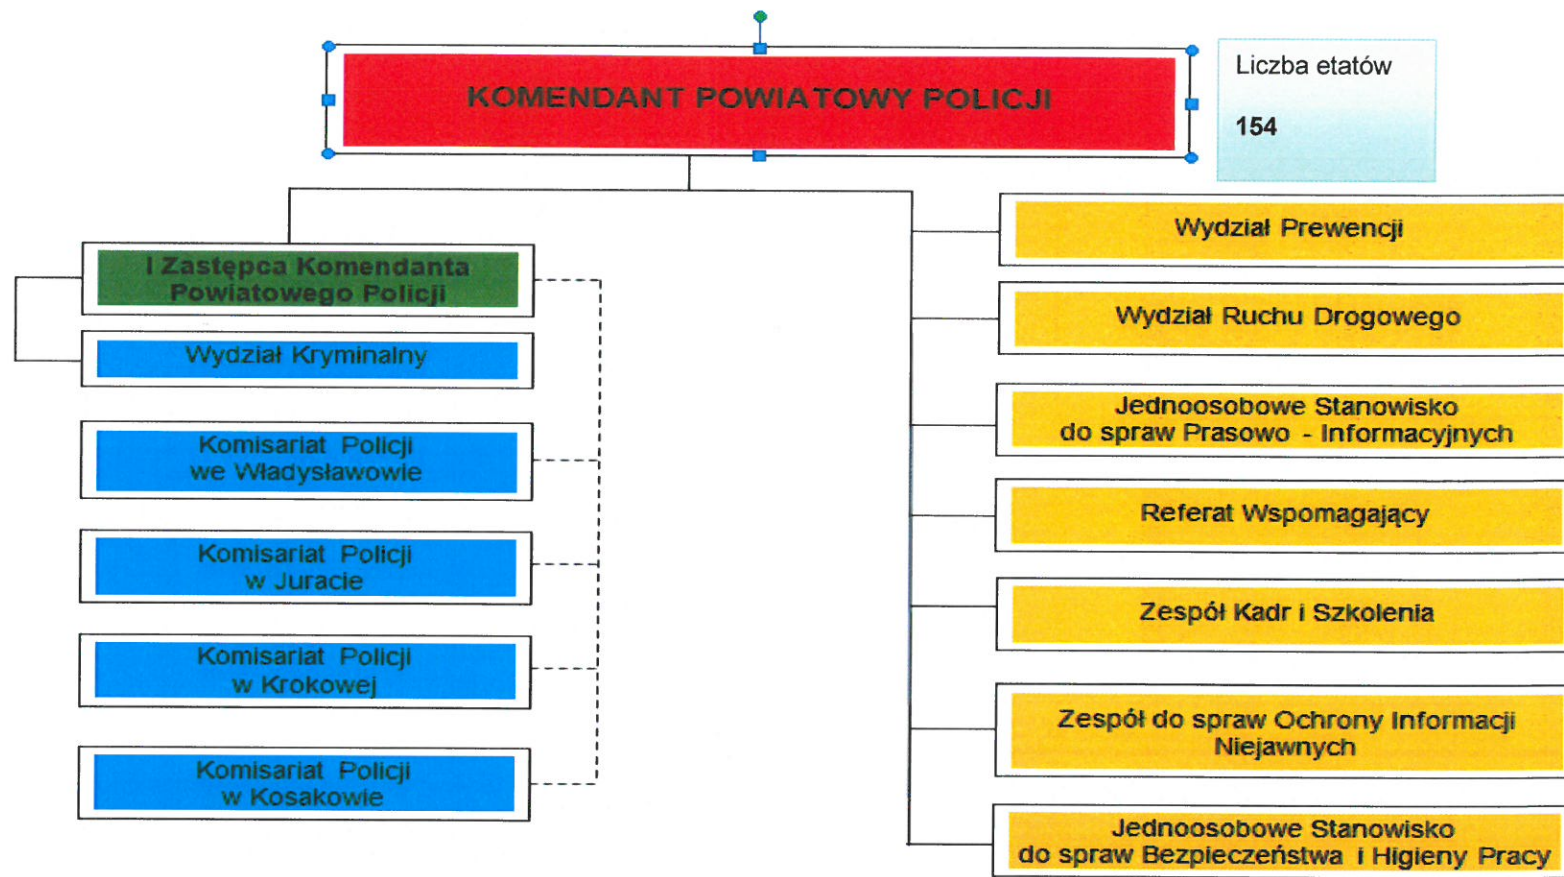 KOMENDANT POWIATOWY POLICJI
Liczba etatów
154
I Zastępca Komendanta
Powiatowego Policji
Wydział Kryminalny
Komisariat Policji
we Władysławowie
Komisariat Policji
w Juracie
Komisariat Policji
w Krokowej
Komisariat Policji
w Kosakowie
Wydział Prewencji
Wydział Ruchu Drogowego
Jednoosobowe Stanowisko
do spraw Prasowo - Informacyjnych
Referat Wspomagający
Zespół Kadr i Szkolenia
Zespół do spraw Ochrony Informacji
Niejawnych
Jednoosobowe Stanowisko
do spraw Bezpieczeństwa i Higieny Pracy